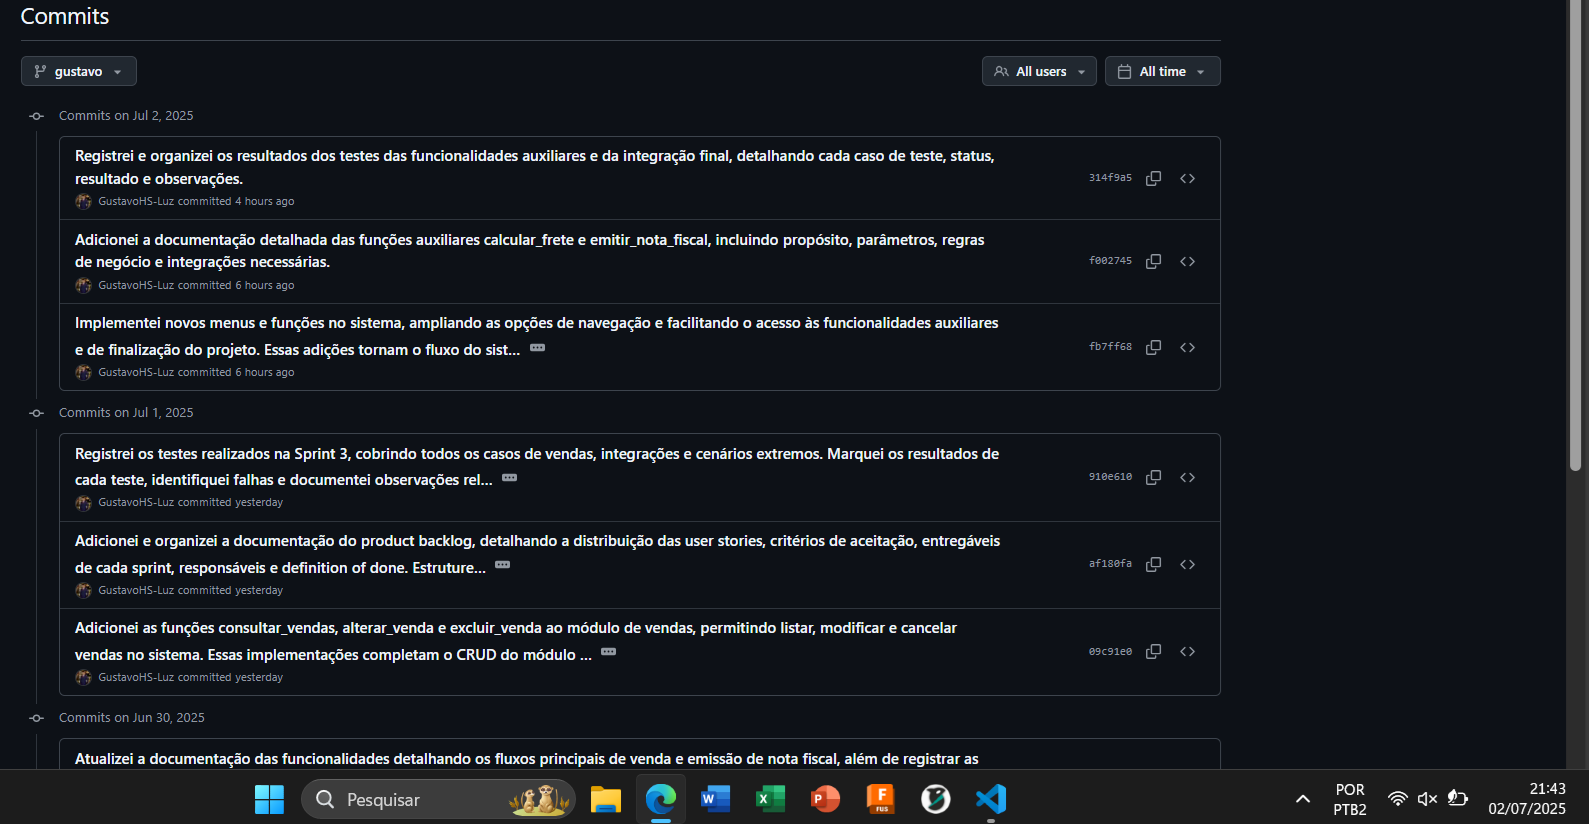 Commits
gustavo
All users
All time
Commits on Jul 2, 2025
Registrei e organizei os resultados dos testes das funcionalidades auxiliares e da integração final, detalhando cada caso de teste, status,
resultado e observações.
314f9a5
GustavoHS-Luz committed 4 hours ago
Adicionei a documentação detalhada das funções auxiliares calcular_frete e emitir_nota_fiscal, incluindo propósito, parâmetros, regras
de negócio e integrações necessárias.
f002745
GustavoHS-Luz committed 6 hours ago
Implementei novos menus e funções no sistema, ampliando as opções de navegação e facilitando o acesso às funcionalidades auxiliares
e de finalização do projeto. Essas adições tornam o fluxo do sist...
fb7ff68
GustavoHS-Luz committed 6 hours ago
Commits on Jul 1, 2025
Registrei os testes realizados na Sprint 3, cobrindo todos os casos de vendas, integrações e cenários extremos. Marquei os resultados de
cada teste, identifiquei falhas e documentei observações rel...
910e610
GustavoHS-Luz committed yesterday
Adicionei e organizei a documentação do product backlog, detalhando a distribuição das user stories, critérios de aceitação, entregáveis
de cada sprint, responsáveis e definition of done. Estruture...
af180fa
GustavoHS-Luz committed yesterday
Adicionei as funções consultar_vendas, alterar_venda e excluir_venda ao módulo de vendas, permitindo listar, modificar e cancelar
vendas no sistema. Essas implementações completam o CRUD do módulo ...
09c91e0
GustavoHS-Luz committed yesterday
Commits on Jun 30, 2025
Atualizei a documentação das funcionalidades detalhando os fluxos principais de venda e emissão de nota fiscal, além de registrar as
Pesquisar
W
X
P
F
FUS
POR
PTB2
21:43
02/07/2025